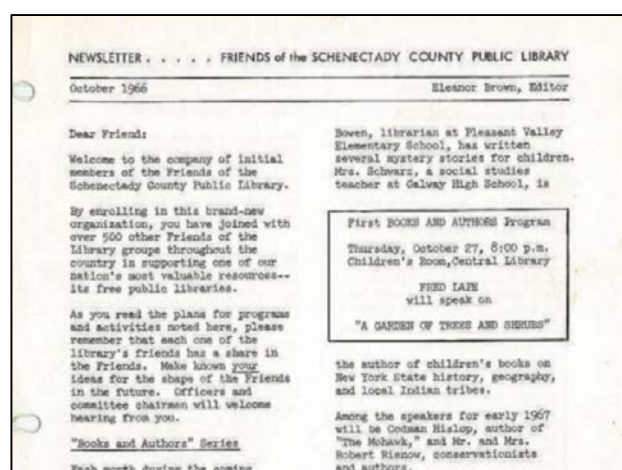 NEWSLETTER . . . . . FRIENDS of the SCHENECTADY COUNTY PUBLIC LIBRARY
October 1966
Eleanor Brown, Editor
Dear Friend:
Welcome to the company of initial
members of the Friends of the
Schenectady County Public Library.
By enrolling in this brand-new
organization, you have joined with
over 500 other Friends of the
Library groups throughout the
country in supporting one of our
nation's most valuable resources--
its free public libraries.
As you read the plans for programs
and activities noted here, please
remember that each one of the
library's friends has a share in
the Friends. Make known your
ideas for the shape of the Friends
in the future. Officers and
committee chairmen will welcome
hearing from you.
"Books and Authors" Series
Each month during the coming
Bowen, librarian at Pleasant Valley
Elementary School, has written
several mystery stories for children.
Mrs. Schwarz, a social studies
teacher at Galway High School, is
First BOOKS AND AUTHORS Program
Thursday, October 27, 8:00 p.m.
Children's Room, Central Library
FRED LAPE
will speak on
"A GARDEN OF TREES AND SHRUBS"
the author of children's books on
New York State history, geography,
and local Indian tribes.
Among the speakers for early 1967
will be Codman Hislop, author of
"The Mohawk," and Mr. and Mrs.
Robert Rienow, conservationists
and authors.